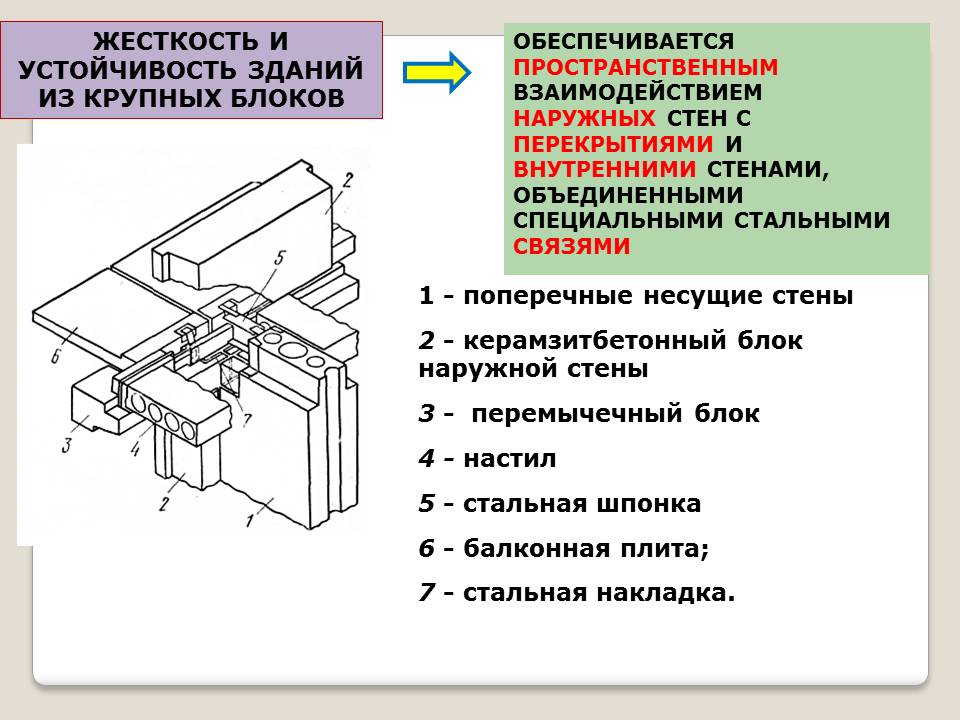 ЖЕСТКОСТЬ И
УСТОЙЧИВОСТЬ ЗДАНИЙ
ИЗ КРУПНЫХ БЛОКОВ
ОБЕСПЕЧИВАЕТСЯ
ПРОСТРАНСТВЕННЫМ
ВЗАИМОДЕЙСТВИЕМ
НАРУЖНЫХ СТЕН С
ПЕРЕКРЫТИЯМИ И
ВНУТРЕННИМИ СТЕНАМИ,
ОБЪЕДИНЕННЫМИ
СПЕЦИАЛЬНЫМИ СТАЛЬНЫМИ
СВЯЗЯМИ
2
5
6
3
4
7
2
1
1 - поперечные несущие стены
2 - керамзитбетонный блок
наружной стены
3 - перемычечный блок
4 - настил
5 - стальная шпонка
6 - балконная плита;
7 - стальная накладка.